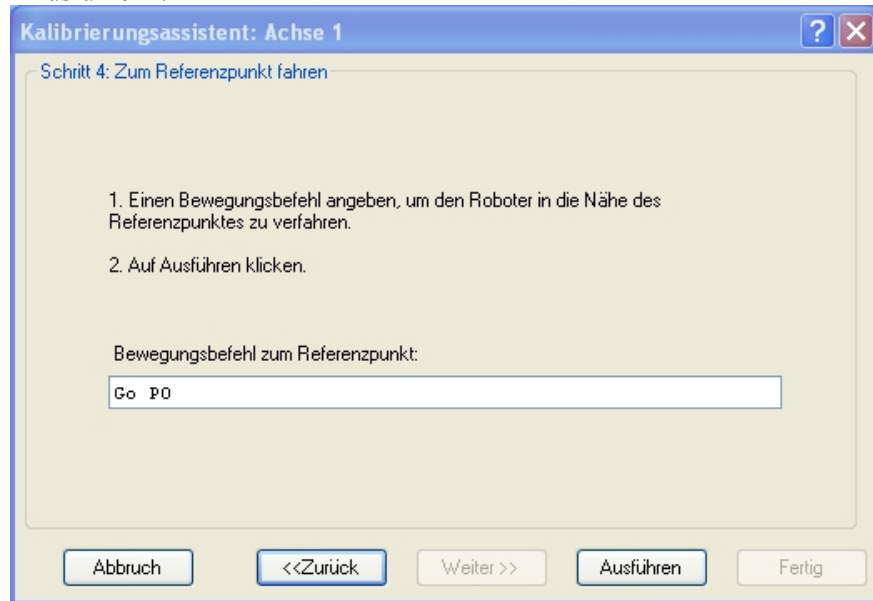 Kalibrierungsassistent: Achse 1
Schritt 4: Zum Referenzpunkt fahren
1. Einen Bewegungsbefehl angeben, um den Roboter in die Nähe des
Referenzpunktes zu verfahren.
2. Auf Ausführen klicken.
Bewegungsbefehl zum Referenzpunkt:
Go P0
Abbruch <<Zurück Weiter >> Ausführen Fertig